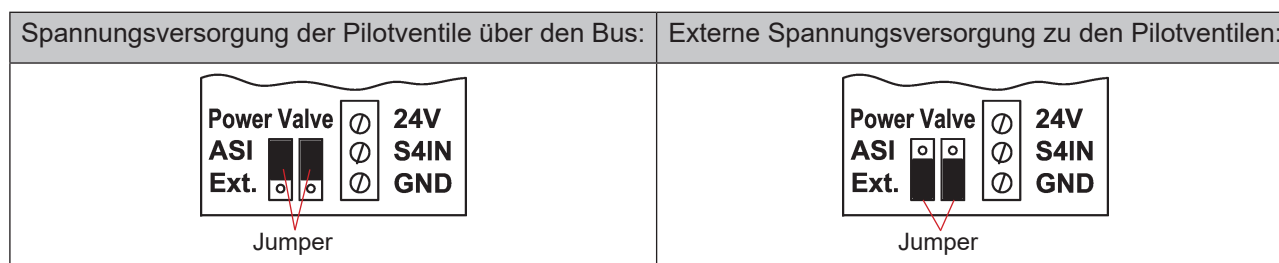 Spannungsversorgung der Pilotventile über den Bus:
Externe Spannungsversorgung zu den Pilotventilen:
Power Valve 24V
ASI S4IN
Ext. GND
Jumper
Power Valve 24V
ASI S4IN
Ext. GND
Jumper